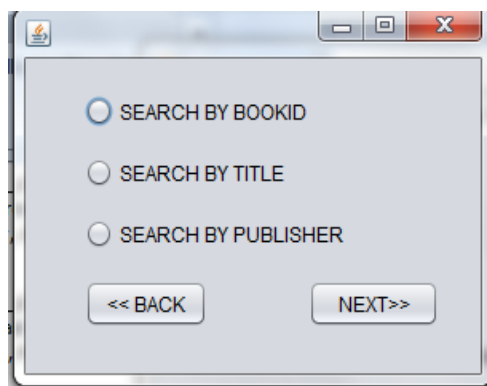 SEARCH BY BOOKID
SEARCH BY TITLE
SEARCH BY PUBLISHER
<< BACK NEXT>>